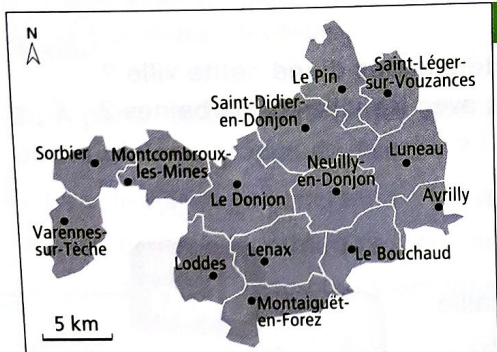 N
Le Pin
Saint-Léger-
sur-Vouzances
Saint-Didier-
en-Donjon
Sorbier
Montcombroux-
les-Mines
Neuilly-
en-Donjon
Luneau
Le Donjon
Avrilly
Varennes-
sur-Tèche
Lenax
Le Bouchaud
Loddes
Montaiguët-
en-Forez
5 km